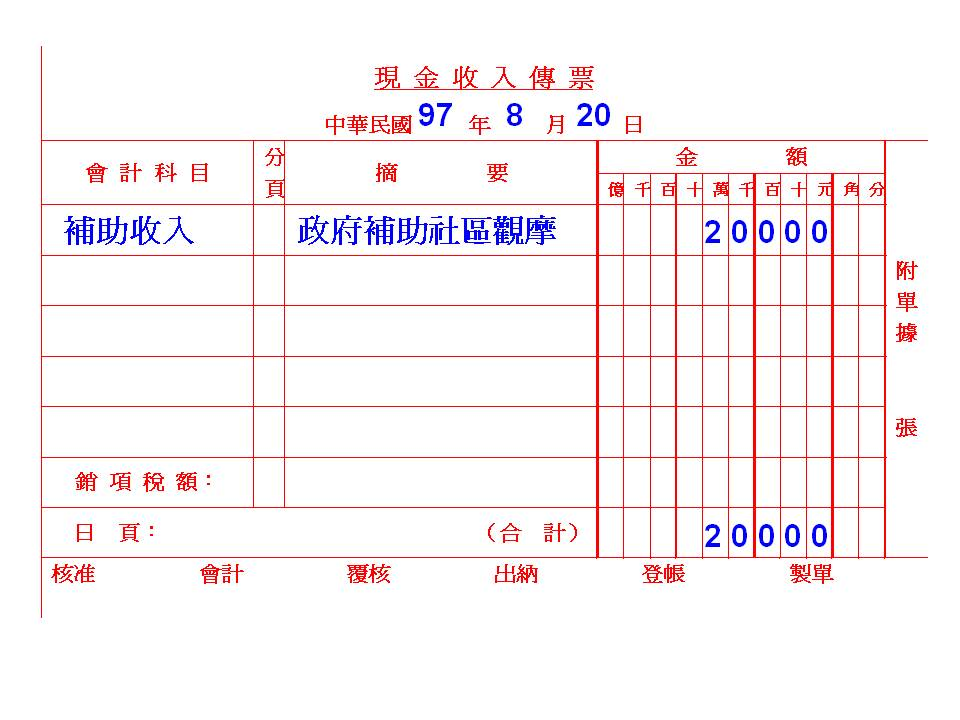 現金收入傳票
中華民國 97 年 8 月 20 日
會計科目 分頁 摘要 金額
億 千 百 十 萬 千 百 十 元 角 分
補助收入 政府補助社區觀摩 2 0 0 0 0
附單據 張
銷項稅額：
日 頁： （合 計） 2 0 0 0 0
核准 會計 覆核 出納 登帳 製單